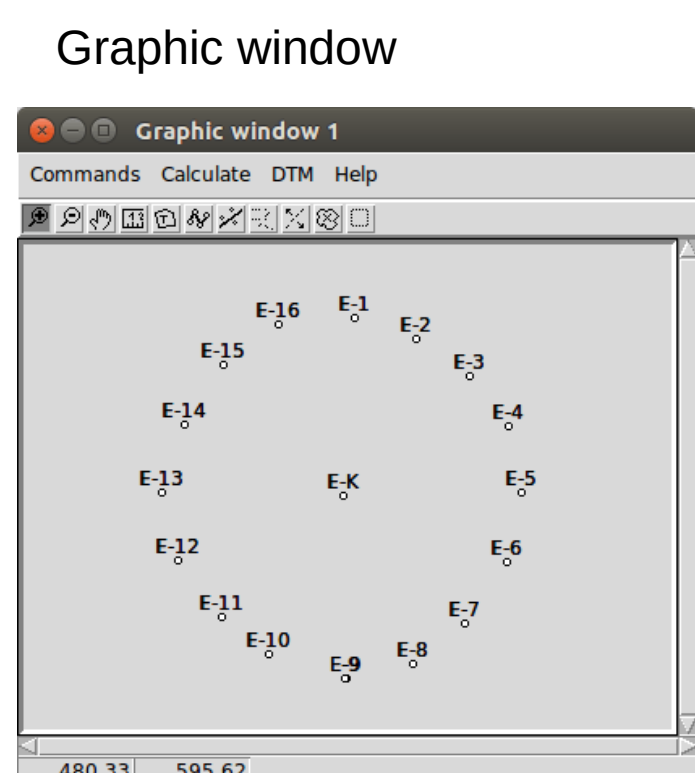 Graphic window
Graphic window 1
Commands Calculate DTM Help
E-16 E-1
E-2
E-15
E-3
E-14 E-4
E-13 E-K E-5
E-12 E-6
E-11
E-7
E-10 E-8
E-9
480.33 595.62